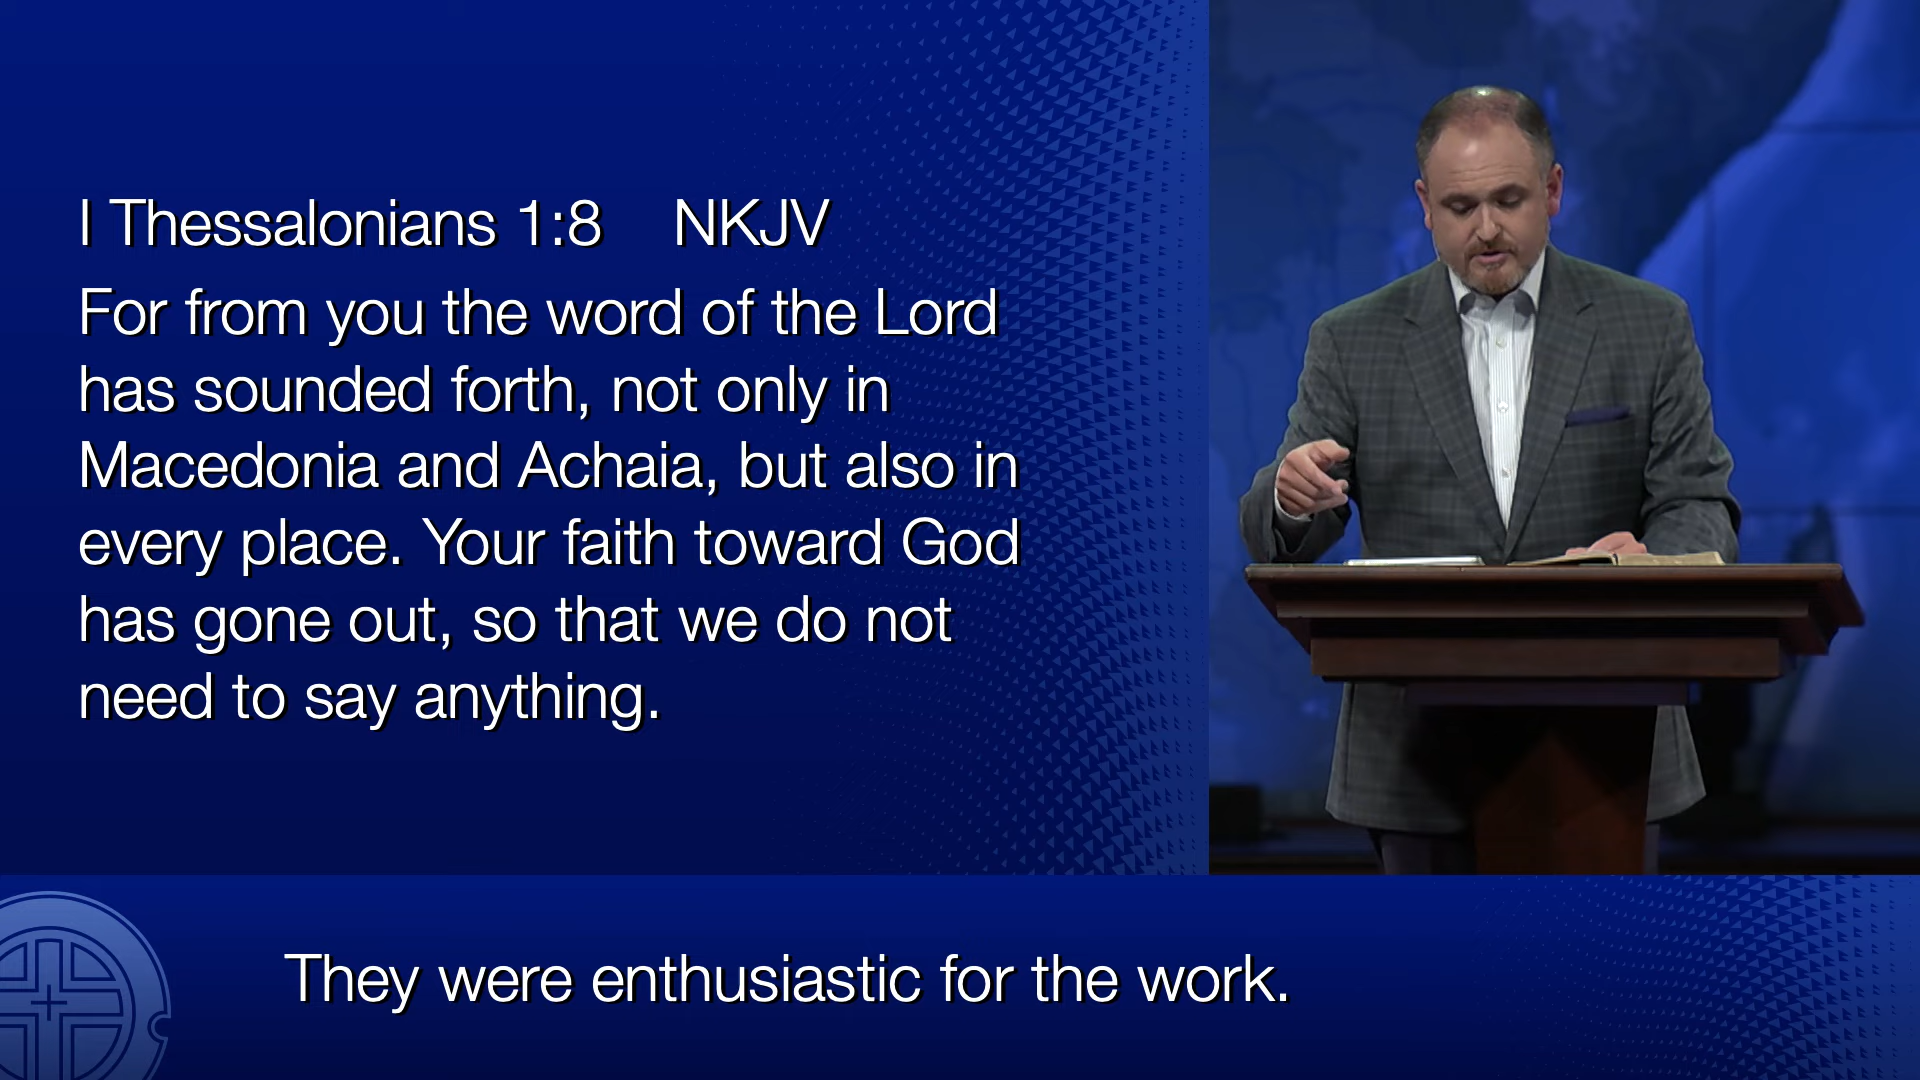 I Thessalonians 1:8 NKJV
For from you the word of the Lord
has sounded forth, not only in
Macedonia and Achaia, but also in
every place. Your faith toward God
has gone out, so that we do not
need to say anything.
They were enthusiastic for the work.